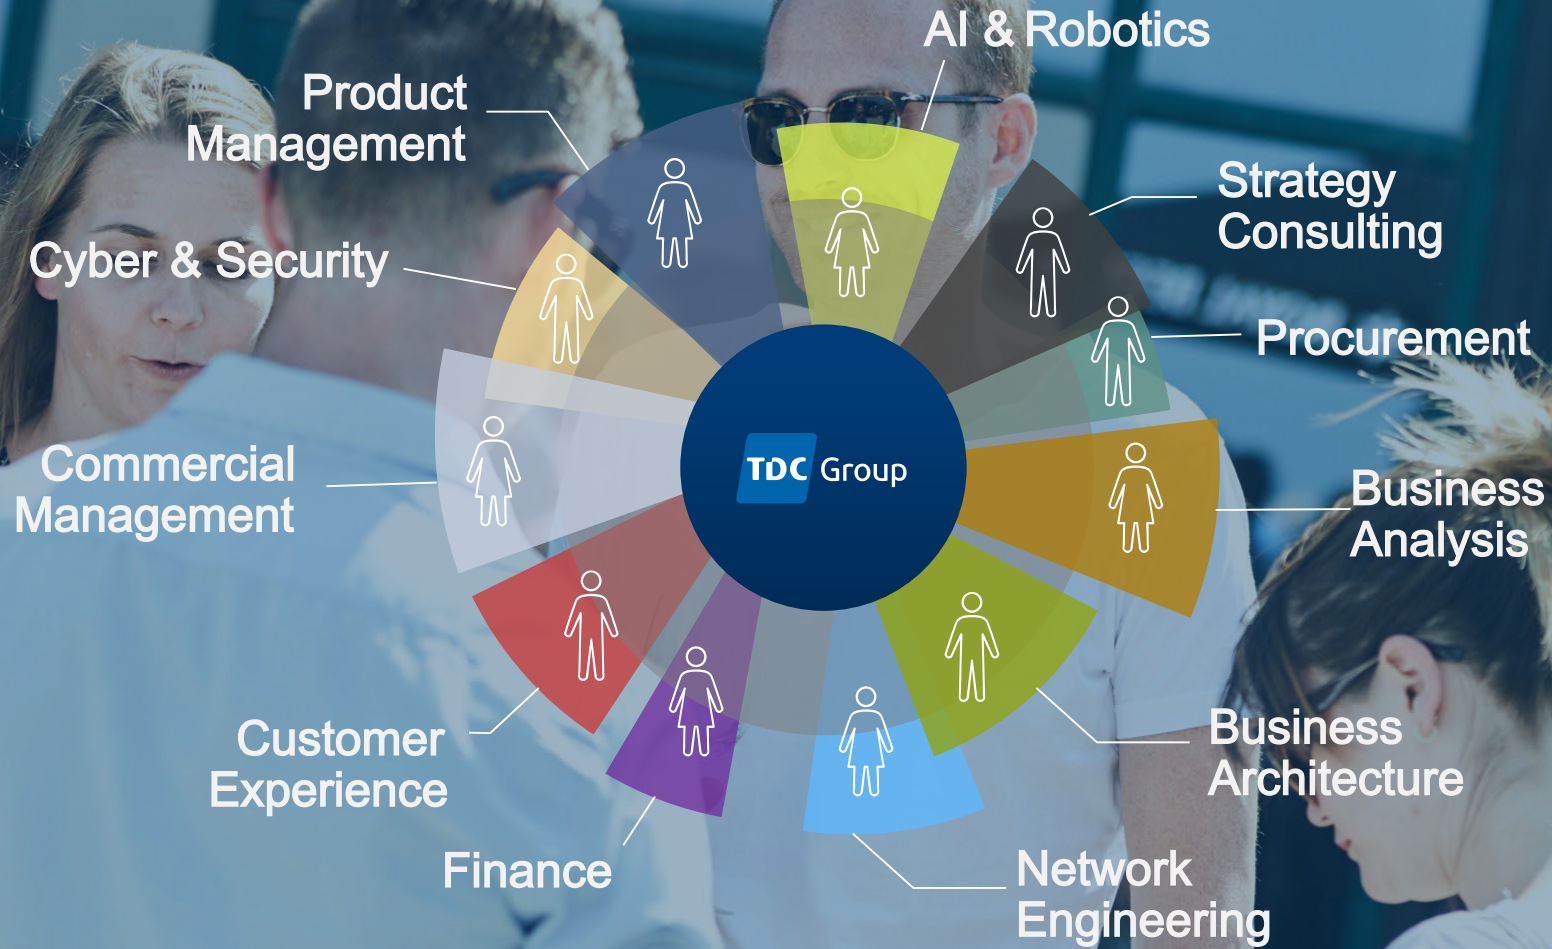 AI & Robotics
Product
Management
Strategy
Consulting
Cyber & Security
Procurement
Commercial
Management
TDC Group
Business
Analysis
Customer
Experience
Business
Architecture
Finance
Network
Engineering